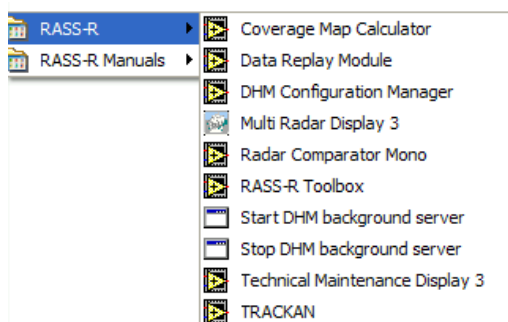 RASS-R
RASS-R Manuals
Coverage Map Calculator
Data Replay Module
DHM Configuration Manager
Multi Radar Display 3
Radar Comparator Mono
RASS-R Toolbox
Start DHM background server
Stop DHM background server
Technical Maintenance Display 3
TRACKAN